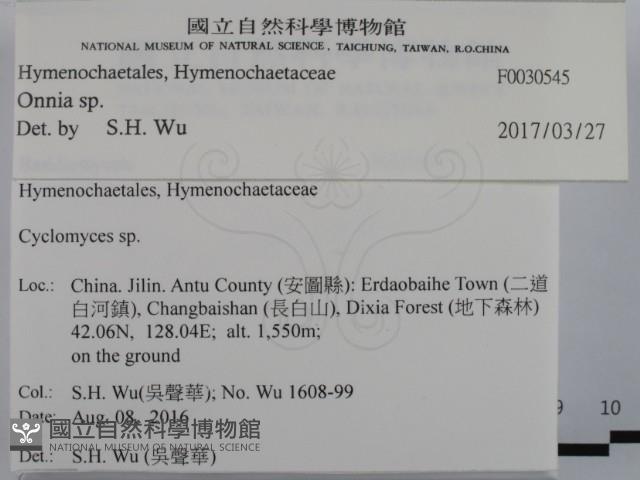 國立自然科學博物館
NATIONAL MUSEUM OF NATURAL SCIENCE, TAICHUNG, TAIWAN, R.O.CHINA
Hymenochaetales, Hymenochaetaceae F0030545
Onnia sp.
Det. by S.H. Wu 2017/03/27
Hymenochaetales, Hymenochaetaceae
Cyclomyces sp.
Loc.: China. Jilin. Antu County (安圖縣): Erdaobaihe Town (二道
白河鎮), Changbaishan (長白山), Dixia Forest (地下森林)
42.06N, 128.04E; alt. 1,550m;
on the ground
Col.: S.H. Wu(吳聲華); No. Wu 1608-99
Date: Aug. 08, 2016
國立自然科學博物館
NATIONAL MUSEUM OF NATURAL SCIENCE
Det.: S.H. Wu (吳聲華)
9 10